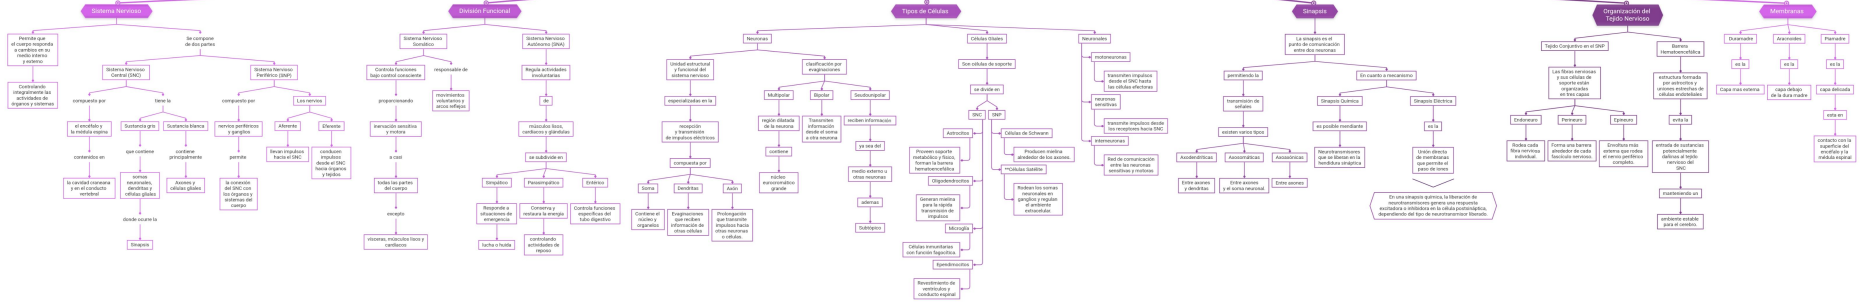 Sistema Nervioso
Permite que
el cuerpo responda
a cambios en su
medio interno
y externo
Controlando
integralmente las
actividades de
órganos y sistemas
Se compone
de dos partes
Sistema Nervioso
Central (SNC)
compuesto por
el encéfalo y
la médula espina
contenidos en
la cavidad craneana
y en el conducto
vertebral
tiene la
Sustancia gris
que contiene
somas
neuronales,
dendritas y
células gliales
donde ocurre la
Sinapsis
Sustancia blanca
contiene
principalmente
Axones y
células gliales
Sistema Nervioso
Periférico (SNP)
compuesto por
nervios periféricos
y ganglios
permite
la conexión
del SNC con
los órganos y
sistemas del
cuerpo
Los nervios
Aferente
llevan impulsos
hacia el SNC
Eferente
conducen
impulsos
desde el SNC
hacia órganos
y tejidos
División Funcional
Sistema Nervioso
Somático
Controla funciones
bajo control consciente
proporcionando
inervación sensitiva
y motora
a casi
todas las partes
del cuerpo
excepto
vísceras, músculos lisos y
cardíacos
responsable de
movimientos
voluntarios y
arcos reflejos
Sistema Nervioso
Autónomo (SNA)
Regula actividades
involuntarias
de
músculos lisos,
cardíacos y glándulas
se subdivide en
Simpático
Responde a
situaciones de
emergencia
lucha o huida
Parasimpático
Conserva y
restaura la energía
controlando
actividades de
reposo
Entérico
Controla funciones
específicas del
tubo digestivo
Tipos de Células
Neuronas
Unidad estructural
y funcional del
sistema nervioso
especializadas en la
recepción
y transmisión
de impulsos eléctricos
compuesto por
Soma
Contiene el
núcleo y
organelos
Dendritas
Evaginaciones
que reciben
información de
otras células
Axón
Prolongación
que transmite
impulsos hacia
otras neuronas
o células.
clasificación por
evaginaciones
Multipolar
región dilatada
de la neurona
contiene
núcleo
eurocromático
grande
Bipolar
Transmiten
información
desde el soma
a otra neurona
Seudounipolar
reciben información
ya sea del
medio externo u
otras neuronas
ademas
Subtópico
Células Gliales
Son células de soporte
se divide en
SNC
SNP
Astrocitos
Proveen soporte
metabólico y físico,
forman la barrera
hematoencefálica
Oligodendrocitos
Generan mielina
para la rápida
transmisión de
impulsos
Microglía
Células inmunitarias
con función fagocítica
Ependimocitos
Revestimiento de
ventrículos y
conducto espinal
Células de Schwann
Producen mielina
alrededor de los axones.
**Células Satélite
Rodean los somas
neuronales en
ganglios y regulan
el ambiente
extracelular
Neuronales
motoneuronas
transmiten impulsos
desde el SNC hasta
las células efectoras
neuronas
sensitivas
transmite impulsos desde
los receptores hacia SNC
interneuronas
Red de comunicación
entre las neuronas
sensitivas y motoras
Sinapsis
La sinapsis es el
punto de comunicación
entre dos neuronas
permitiendo la
transmisión de
señales
existen varios tipos
Axodendríticas
Entre axones
y dendritas
Axosomáticas
Entre axones
y el soma neuronal.
Axoaxónicas
Entre axones
En cuanto a mecanismo
Sinapsis Química
es posible mendiante
Neurotransmisores
que se liberan en la
hendidura sináptica
Sinapsis Eléctrica
es la
Unión directa
de membranas
que permite el
paso de iones
En una sinapsis química, la liberación de
neurotransmisores genera una respuesta
excitadora o inhibidora en la célula postsináptica,
dependiendo del tipo de neurotransmisor liberado.
Organización del
Tejido Nervioso
Tejido Conjuntivo en el SNP
Las fibras nerviosas
y sus células de
soporte están
organizadas
en tres capas
Endoneuro
Rodea cada
fibra nerviosa
individual.
Perineuro
Forma una barrera
alrededor de cada
fascículo nervioso.
Epineuro
Envoltura más
externa que rodea
el nervio periférico
completo.
Barrera
Hematoencefálica
estructura formada
por astrocitos y
uniones estrechas de
células endoteliales
evita la
entrada de sustancias
potencialmente
dañinas al tejido
nervioso del
SNC
manteniendo un
ambiente estable
para el cerebro.
Membranas
Duramadre
es la
Capa mas externa
Aracnoides
es la
capa debajo
de la dura madre
Piamadre
es la
capa delicada
esta en
contacto con la
superficie del
encéfalo y la
médula espinal